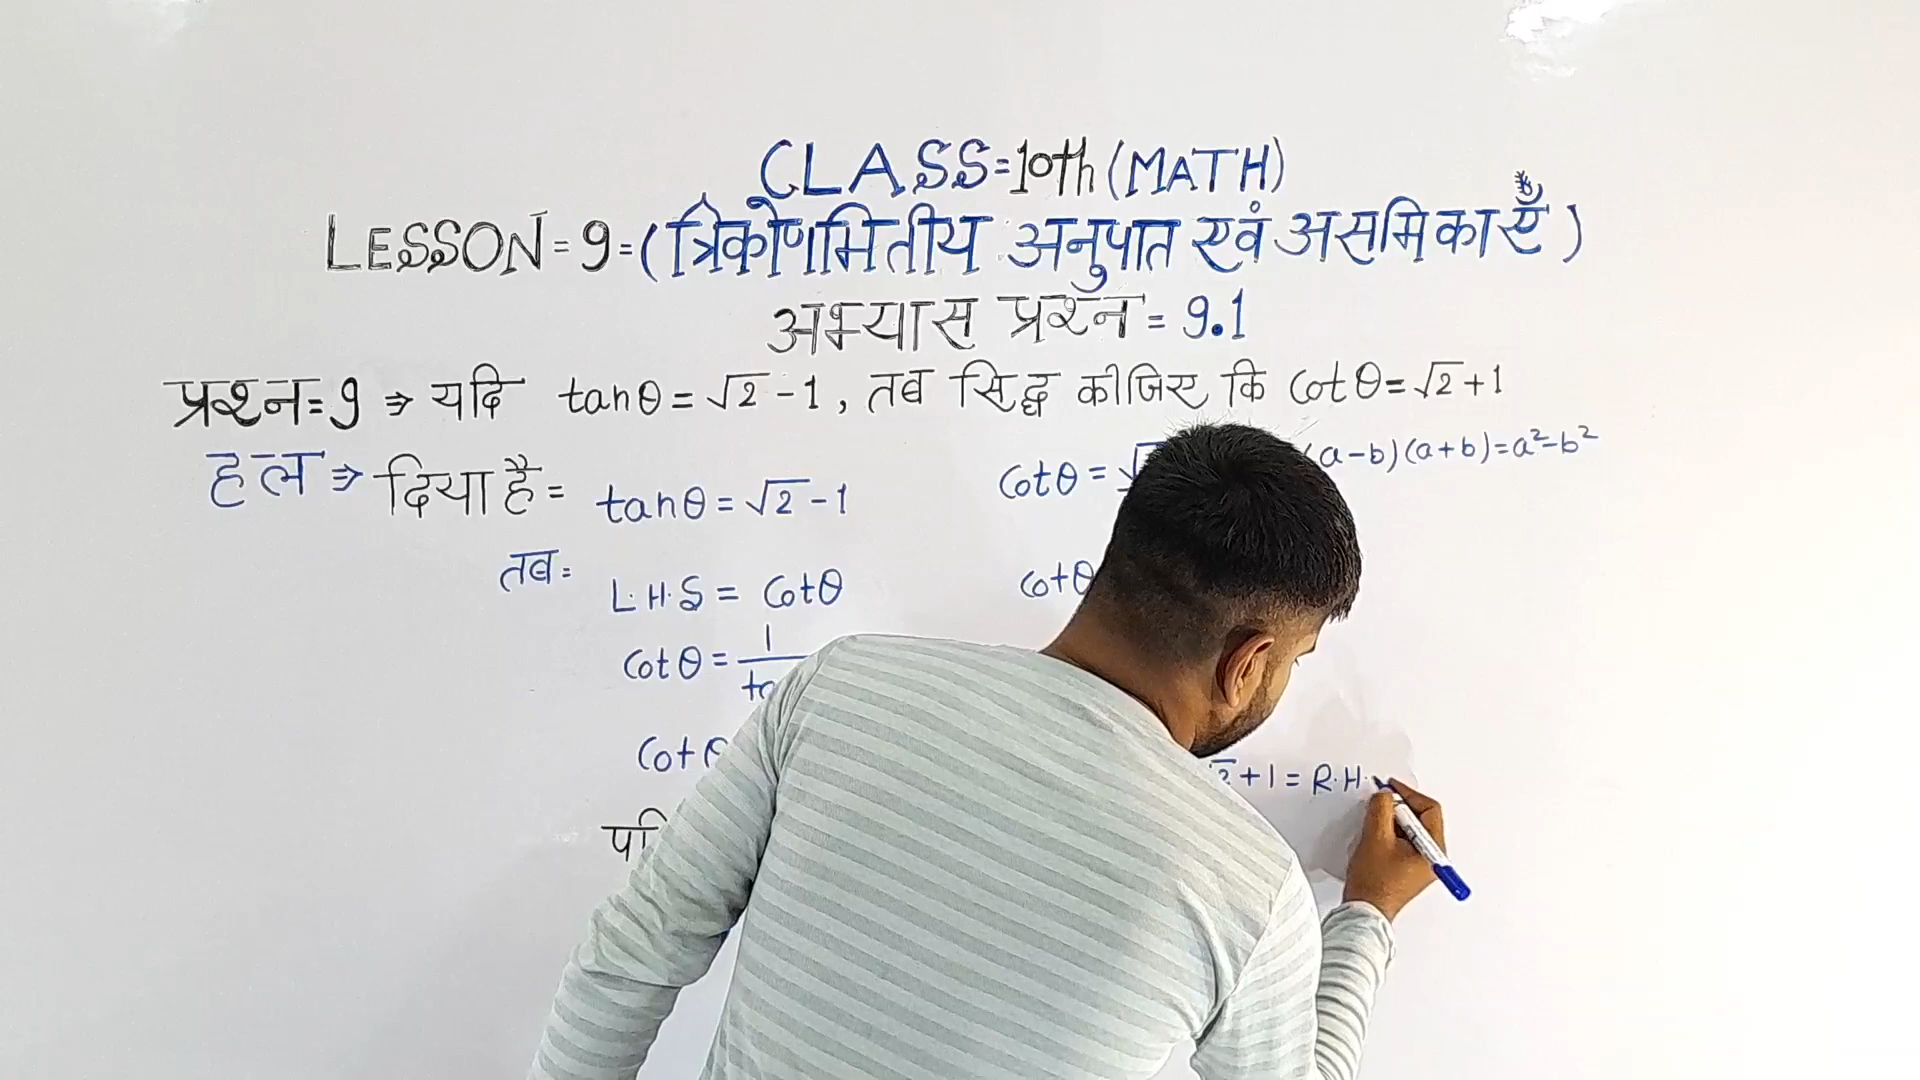 CLASS=10th (MATH)
LESSON=9=(त्रिकोणमितीय अनुपात एवं असमिकाएँ)
अभ्यास प्रश्न = 9.1
प्रश्न=9 ⇒ यदि tanθ = √2 - 1, तब सिद्ध कीजिए कि Cotθ = √2 + 1
हल ⇒ दिया है = tanθ = √2 - 1
तब = L.H.S = Cotθ
Cotθ = 1
Cotθ =
(a-b)(a+b)=a²-b²
Cotθ
+1 = R.H.